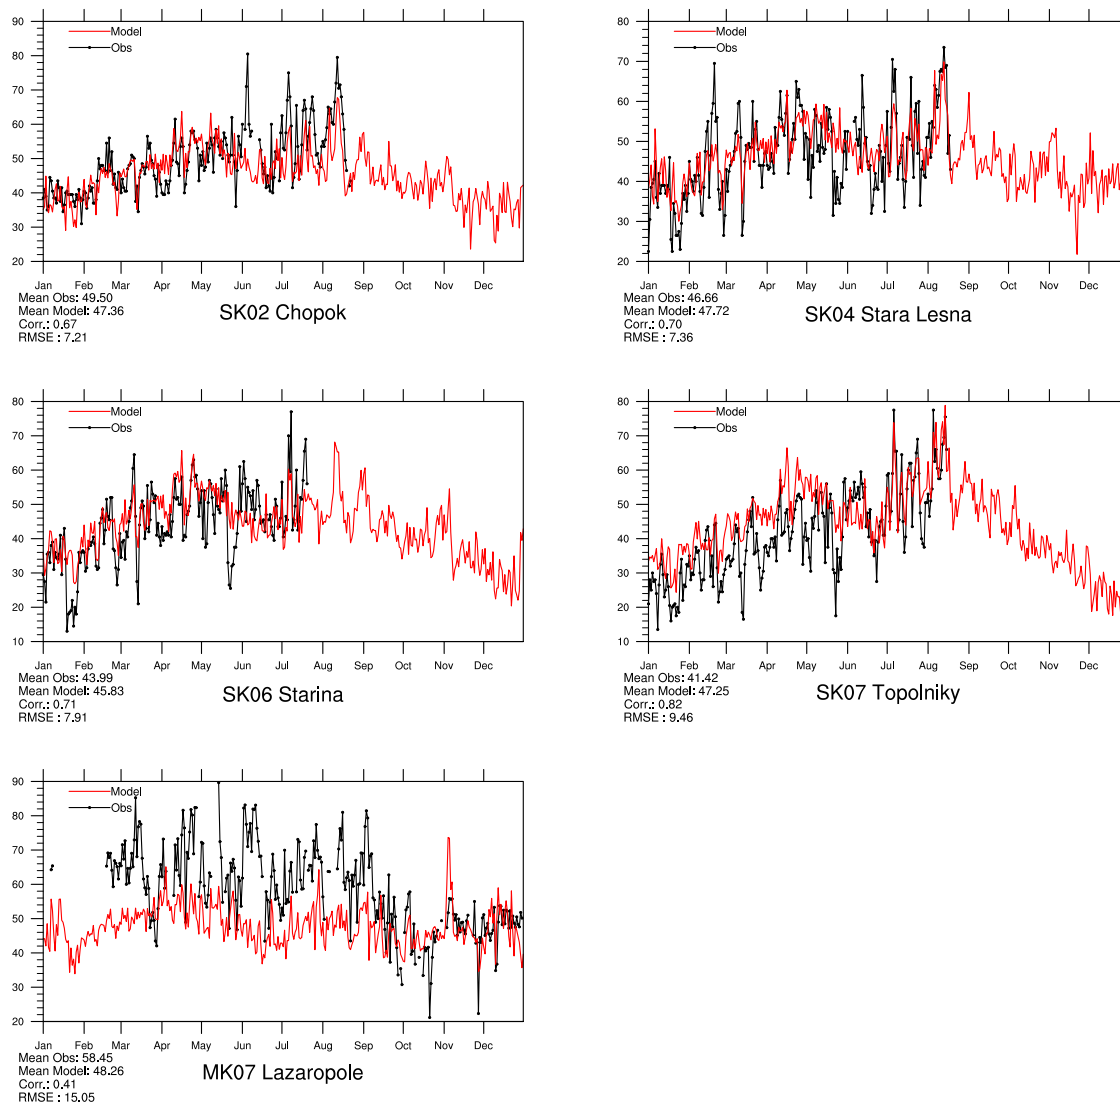 90
80
70
60
50
40
30
20
Model
Obs
Jan Feb Mar Apr May Jun Jul Aug Sep Oct Nov Dec
Mean Obs: 49.50
Mean Model: 47.36
Corr.: 0.67
RMSE : 7.21
SK02 Chopok
80
70
60
50
40
30
20
Model
Obs
Jan Feb Mar Apr May Jun Jul Aug Sep Oct Nov Dec
Mean Obs: 46.66
Mean Model: 47.72
Corr.: 0.70
RMSE : 7.36
SK04 Stara Lesna
80
70
60
50
40
30
20
10
Model
Obs
Jan Feb Mar Apr May Jun Jul Aug Sep Oct Nov Dec
Mean Obs: 43.99
Mean Model: 45.83
Corr.: 0.71
RMSE : 7.91
SK06 Starina
80
70
60
50
40
30
20
10
Model
Obs
Jan Feb Mar Apr May Jun Jul Aug Sep Oct Nov Dec
Mean Obs: 41.42
Mean Model: 47.25
Corr.: 0.82
RMSE : 9.46
SK07 Topolniky
90
80
70
60
50
40
30
20
Model
Obs
Jan Feb Mar Apr May Jun Jul Aug Sep Oct Nov Dec
Mean Obs: 58.45
Mean Model: 48.26
Corr.: 0.41
RMSE : 15.05
MK07 Lazaropole